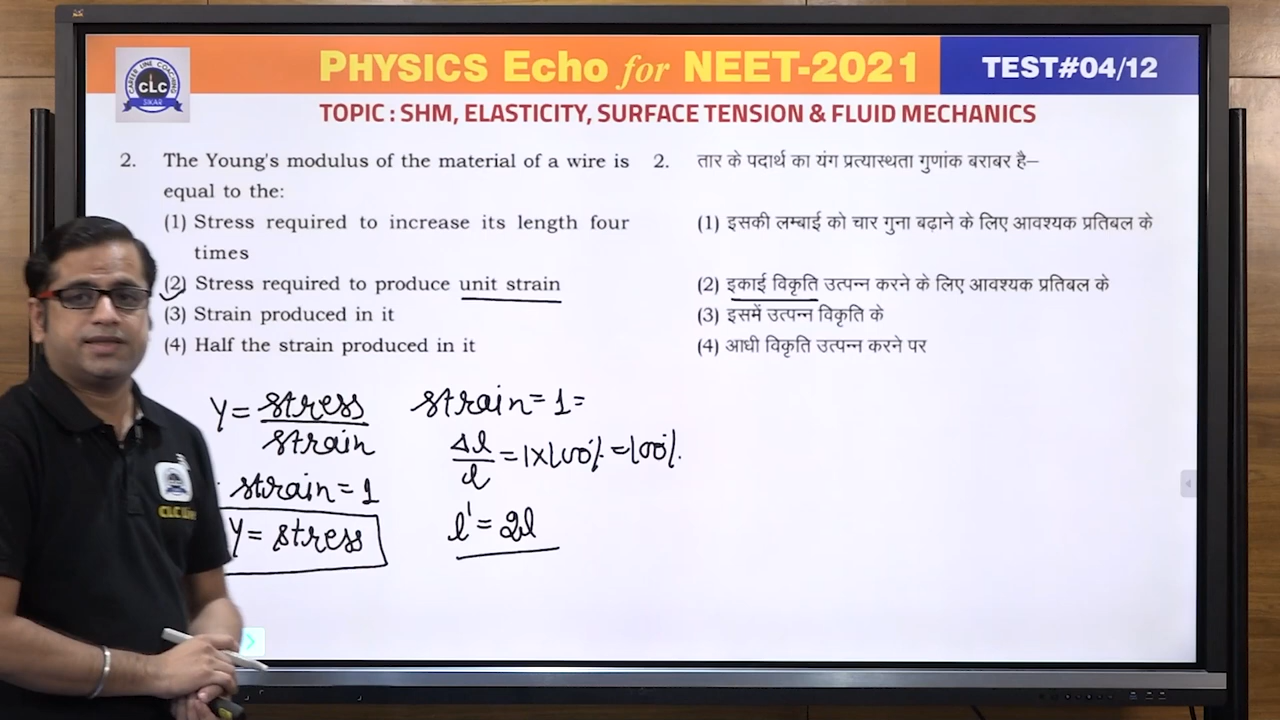 PHYSICS Echo for NEET-2021
TEST#04/12
CAREER LINE COACHING
CLC
SIKAR
TOPIC : SHM, ELASTICITY, SURFACE TENSION & FLUID MECHANICS
2. The Young's modulus of the material of a wire is
equal to the:
(1) Stress required to increase its length four
times
(2) Stress required to produce unit strain
(3) Strain produced in it
(4) Half the strain produced in it
2. तार के पदार्थ का यंग प्रत्यास्थता गुणांक बराबर है–
(1) इसकी लम्बाई को चार गुना बढ़ाने के लिए आवश्यक प्रतिबल के
(2) इकाई विकृति उत्पन्न करने के लिए आवश्यक प्रतिबल के
(3) इसमें उत्पन्न विकृति के
(4) आधी विकृति उत्पन्न करने पर
Y = stress
strain
strain = 1
Y = stress
strain = 1 =
Δl
l = 1×100% = 100%.
l' = 2l
CLC